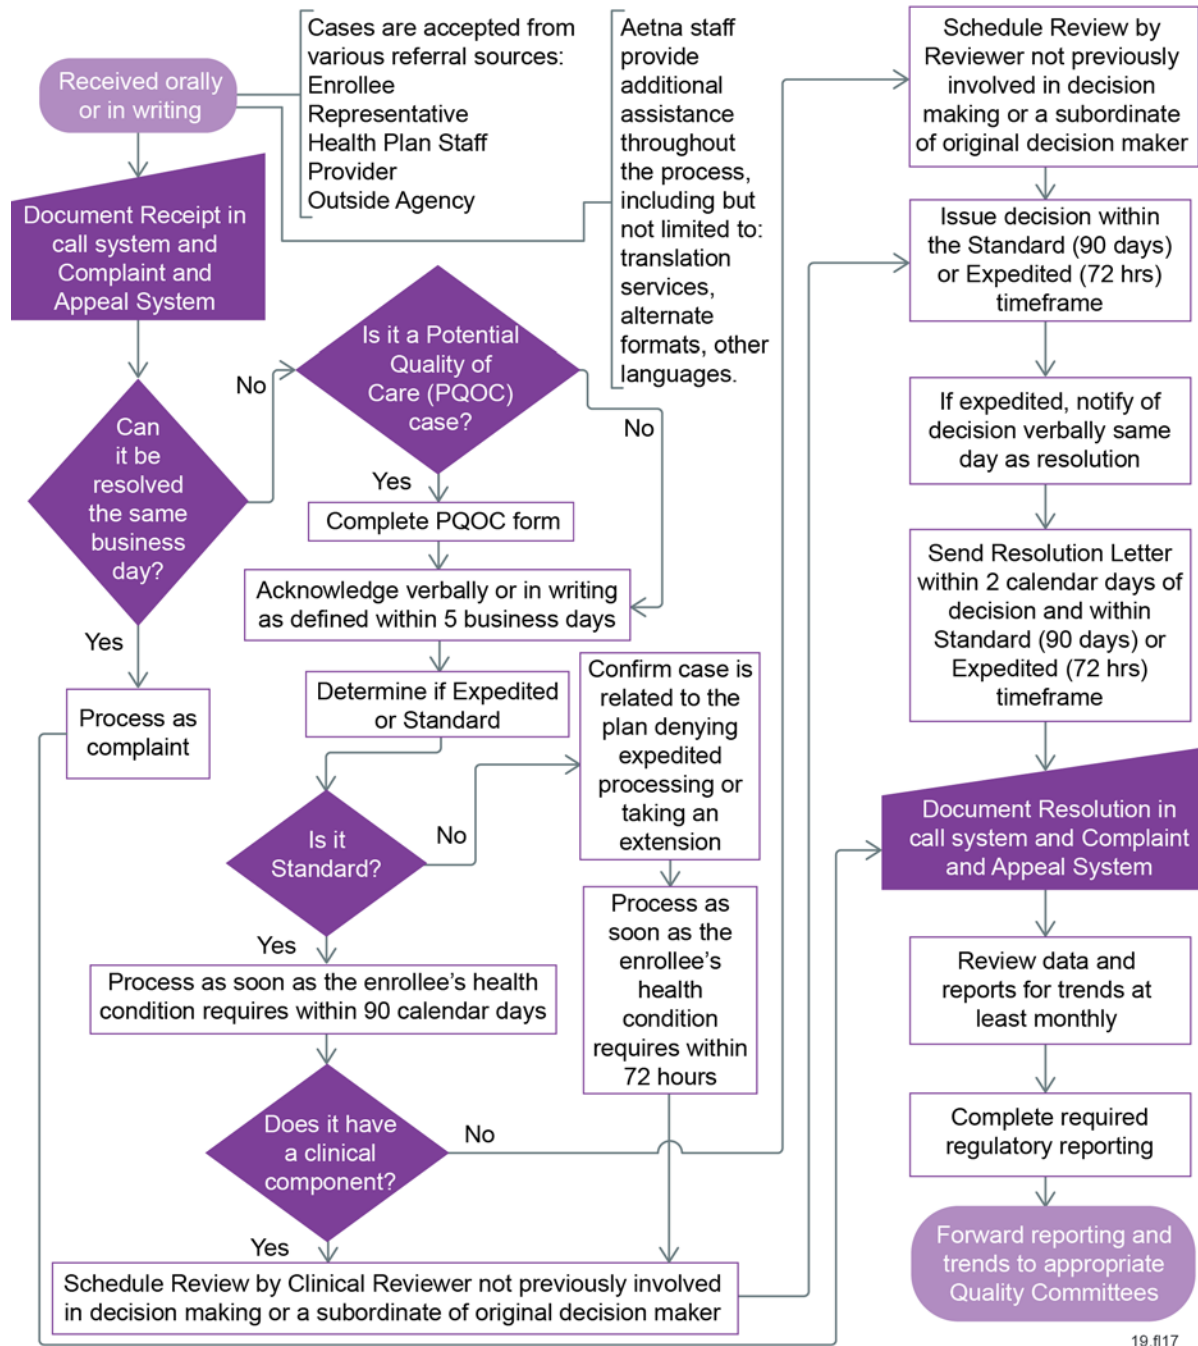 Received orally
or in writing
Cases are accepted from
various referral sources:
Enrollee
Representative
Health Plan Staff
Provider
Outside Agency
Aetna staff
provide
additional
assistance
throughout
the process,
including but
not limited to:
translation
services,
alternate
formats, other
languages.
Document Receipt in
call system and
Complaint and
Appeal System
Can
it be
resolved
the same
business
day?
No
Yes
Process as
complaint
Is it a Potential
Quality of
Care (PQOC)
case?
No
Yes
Complete PQOC form
Acknowledge verbally or in writing
as defined within 5 business days
Determine if Expedited
or Standard
Is it
Standard?
No
Confirm case is
related to the
plan denying
expedited
processing or
taking an
extension
Process as
soon as the
enrollee's
health
condition
requires within
72 hours
Yes
Process as soon as the enrollee's health
condition requires within 90 calendar days
Does it have
a clinical
component?
No
Yes
Schedule Review by Clinical Reviewer not previously involved
in decision making or a subordinate of original decision maker
Schedule Review by
Reviewer not previously
involved in decision
making or a subordinate
of original decision maker
Issue decision within
the Standard (90 days)
or Expedited (72 hrs)
timeframe
If expedited, notify of
decision verbally same
day as resolution
Send Resolution Letter
within 2 calendar days of
decision and within
Standard (90 days) or
Expedited (72 hrs)
timeframe
Document Resolution in
call system and Complaint
and Appeal System
Review data and
reports for trends at
least monthly
Complete required
regulatory reporting
Forward reporting and
trends to appropriate
Quality Committees
19.fl17